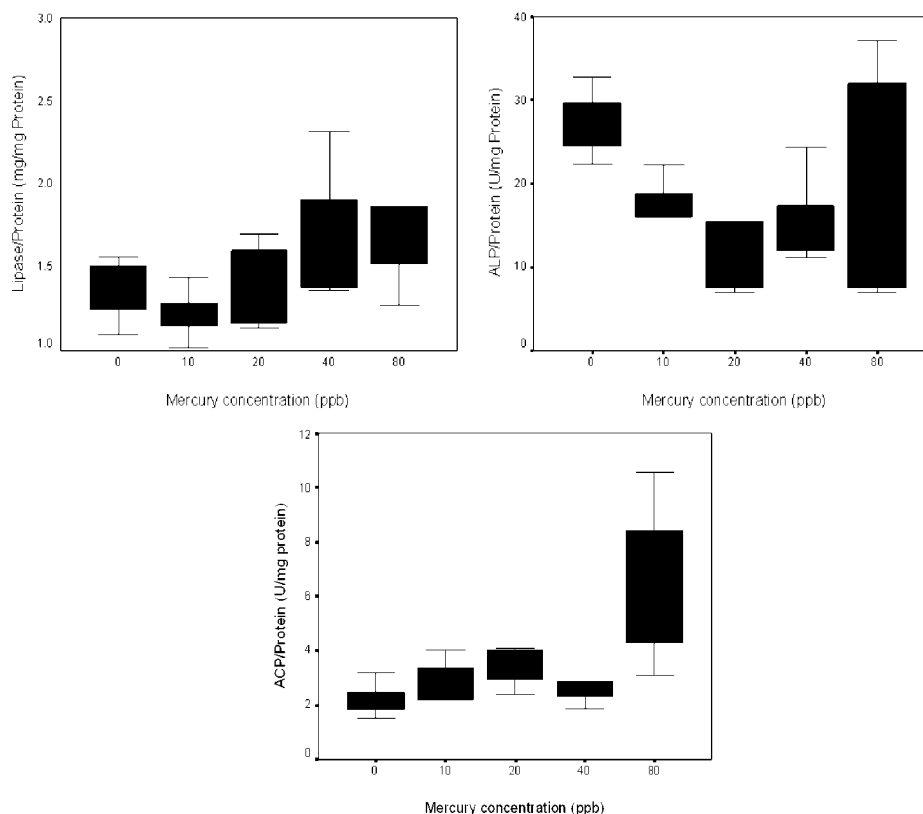 Lipase/Protein (mg/mg Protein)
3.0
2.5
2.0
1.5
1.0
0 10 20 40 80
Mercury concentration (ppb)
ALP/Protein (U/mg Protein)
40
30
20
10
0
0 10 20 40 80
Mercury concentration (ppb)
ACP/Protein (U/mg protein)
12
10
8
6
4
2
0
0 10 20 40 80
Mercury concentration (ppb)